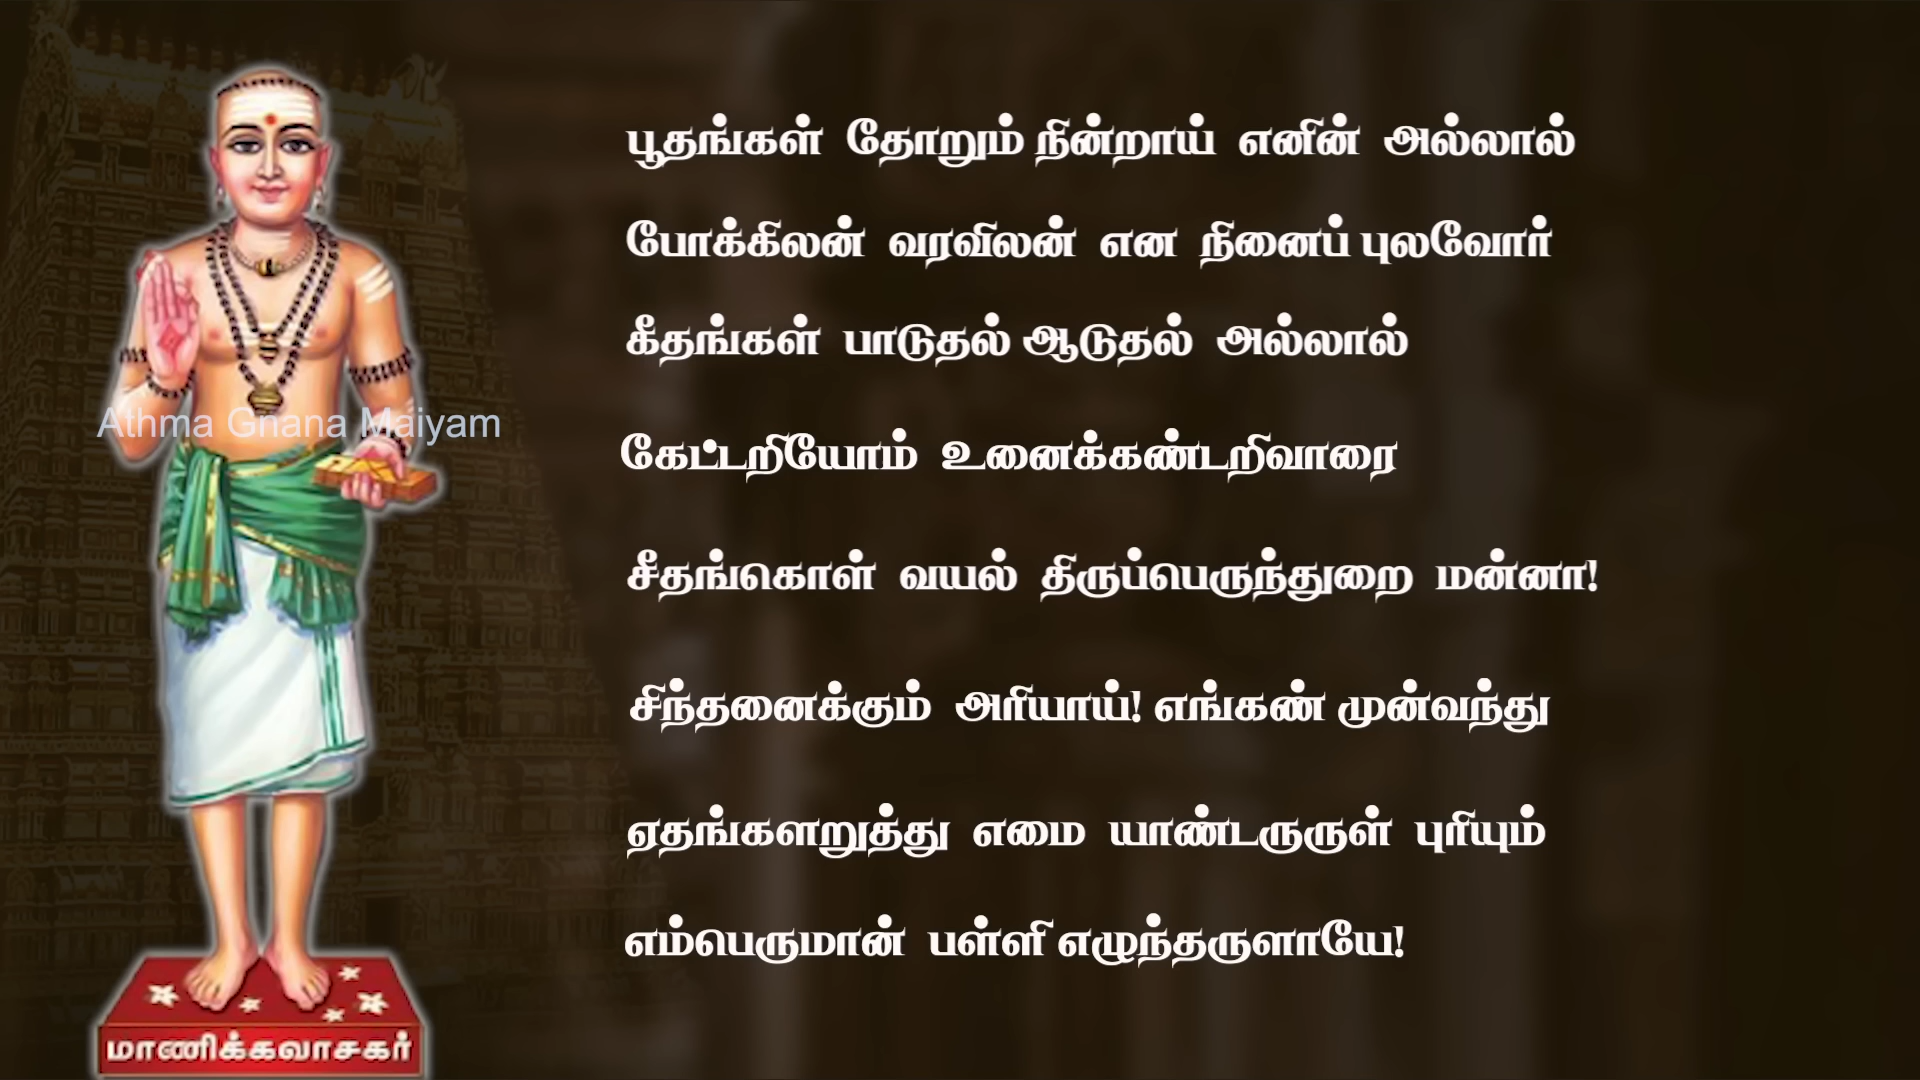 பூதங்கள் தோறும் நின்றாய் எனின் அல்லால்
போக்கிலன் வரவிலன் என நினைப் புலவோர்
கீதங்கள் பாடுதல் ஆடுதல் அல்லால்
கேட்டறியோம் உனைக்கண்டறிவாரை
சீதங்கொள் வயல் திருப்பெருந்துறை மன்னா!
சிந்தனைக்கும் அரியாய்! எங்கண் முன்வந்து
ஏதங்களறுத்து எமை யாண்டருருள் புரியும்
எம்பெருமான் பள்ளி எழுந்தருளாயே!
Athma Gnana Maiyam
மாணிக்கவாசகர்